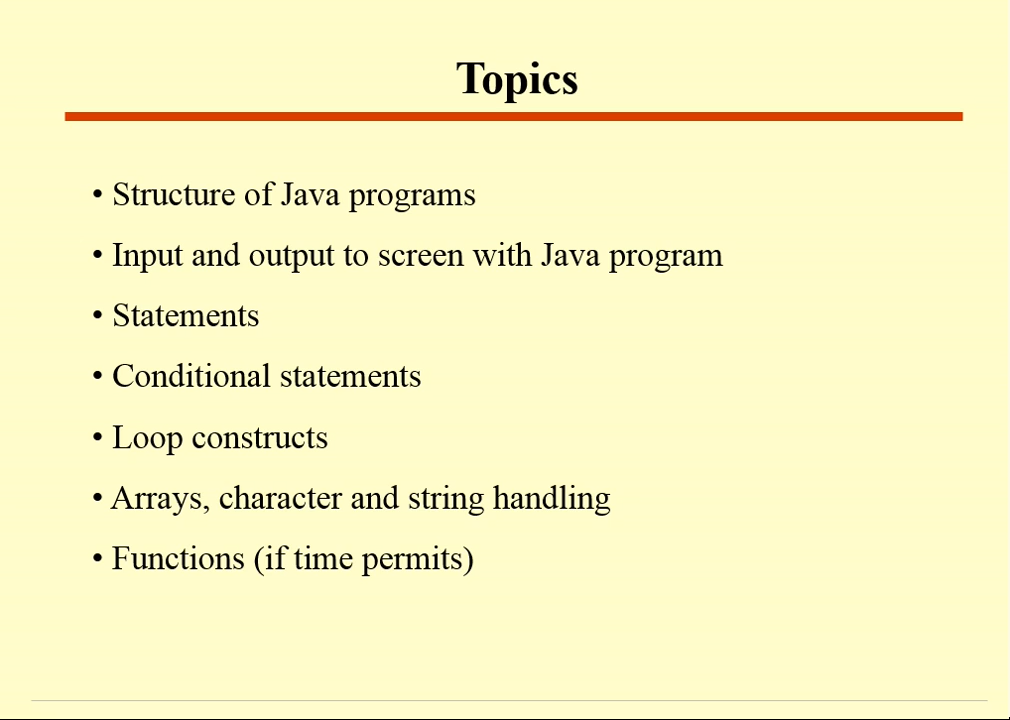 Topics
• Structure of Java programs
• Input and output to screen with Java program
• Statements
• Conditional statements
• Loop constructs
• Arrays, character and string handling
• Functions (if time permits)